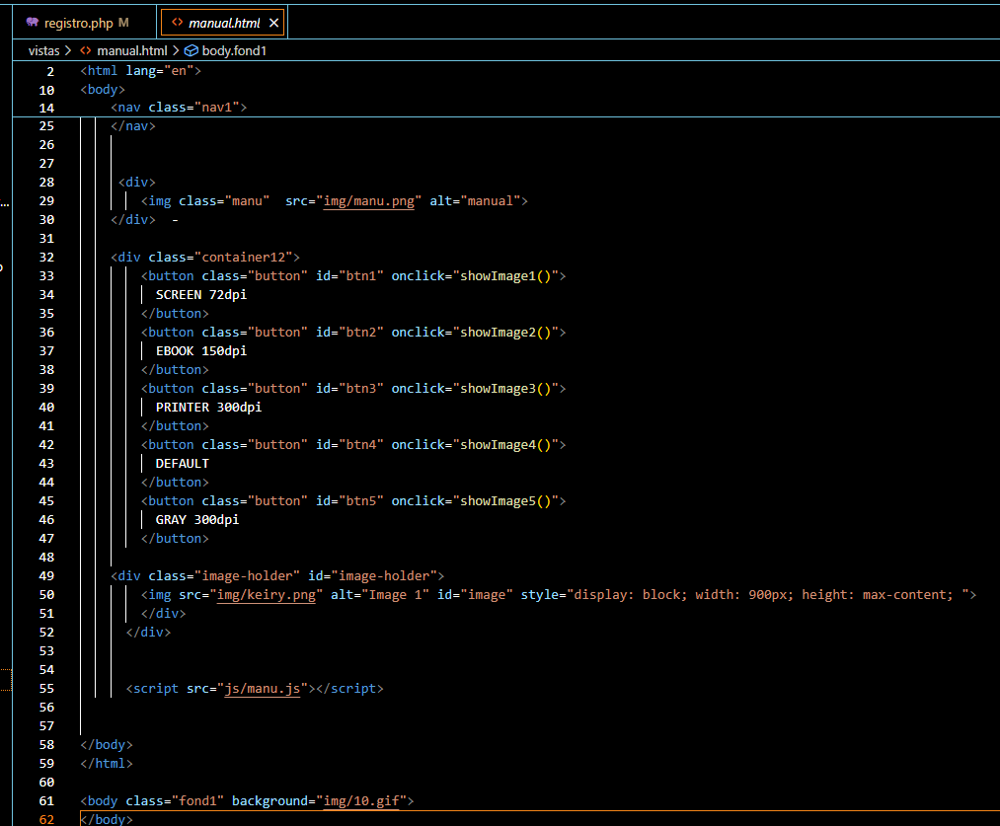 registro.php M
manual.html ×
vistas > <> manual.html > body.fond1
2 <html lang="en">
10 <body>
14 <nav class="nav1">
25 </nav>
26
27
28 <div>
29 <img class="manu"  src="img/manu.png" alt="manual">
30 </div>  -
31
32 <div class="container12">
33 <button class="button" id="btn1" onclick="showImage1()">
34 SCREEN 72dpi
35 </button>
36 <button class="button" id="btn2" onclick="showImage2()">
37 EBOOK 150dpi
38 </button>
39 <button class="button" id="btn3" onclick="showImage3()">
40 PRINTER 300dpi
41 </button>
42 <button class="button" id="btn4" onclick="showImage4()">
43 DEFAULT
44 </button>
45 <button class="button" id="btn5" onclick="showImage5()">
46 GRAY 300dpi
47 </button>
48
49 <div class="image-holder" id="image-holder">
50 <img src="img/keiry.png" alt="Image 1" id="image" style="display: block; width: 900px; height: max-content; ">
51 </div>
52 </div>
53
54
55 <script src="js/manu.js"></script>
56
57
58 </body>
59 </html>
60
61 <body class="fond1" background="img/10.gif">
62 </body>